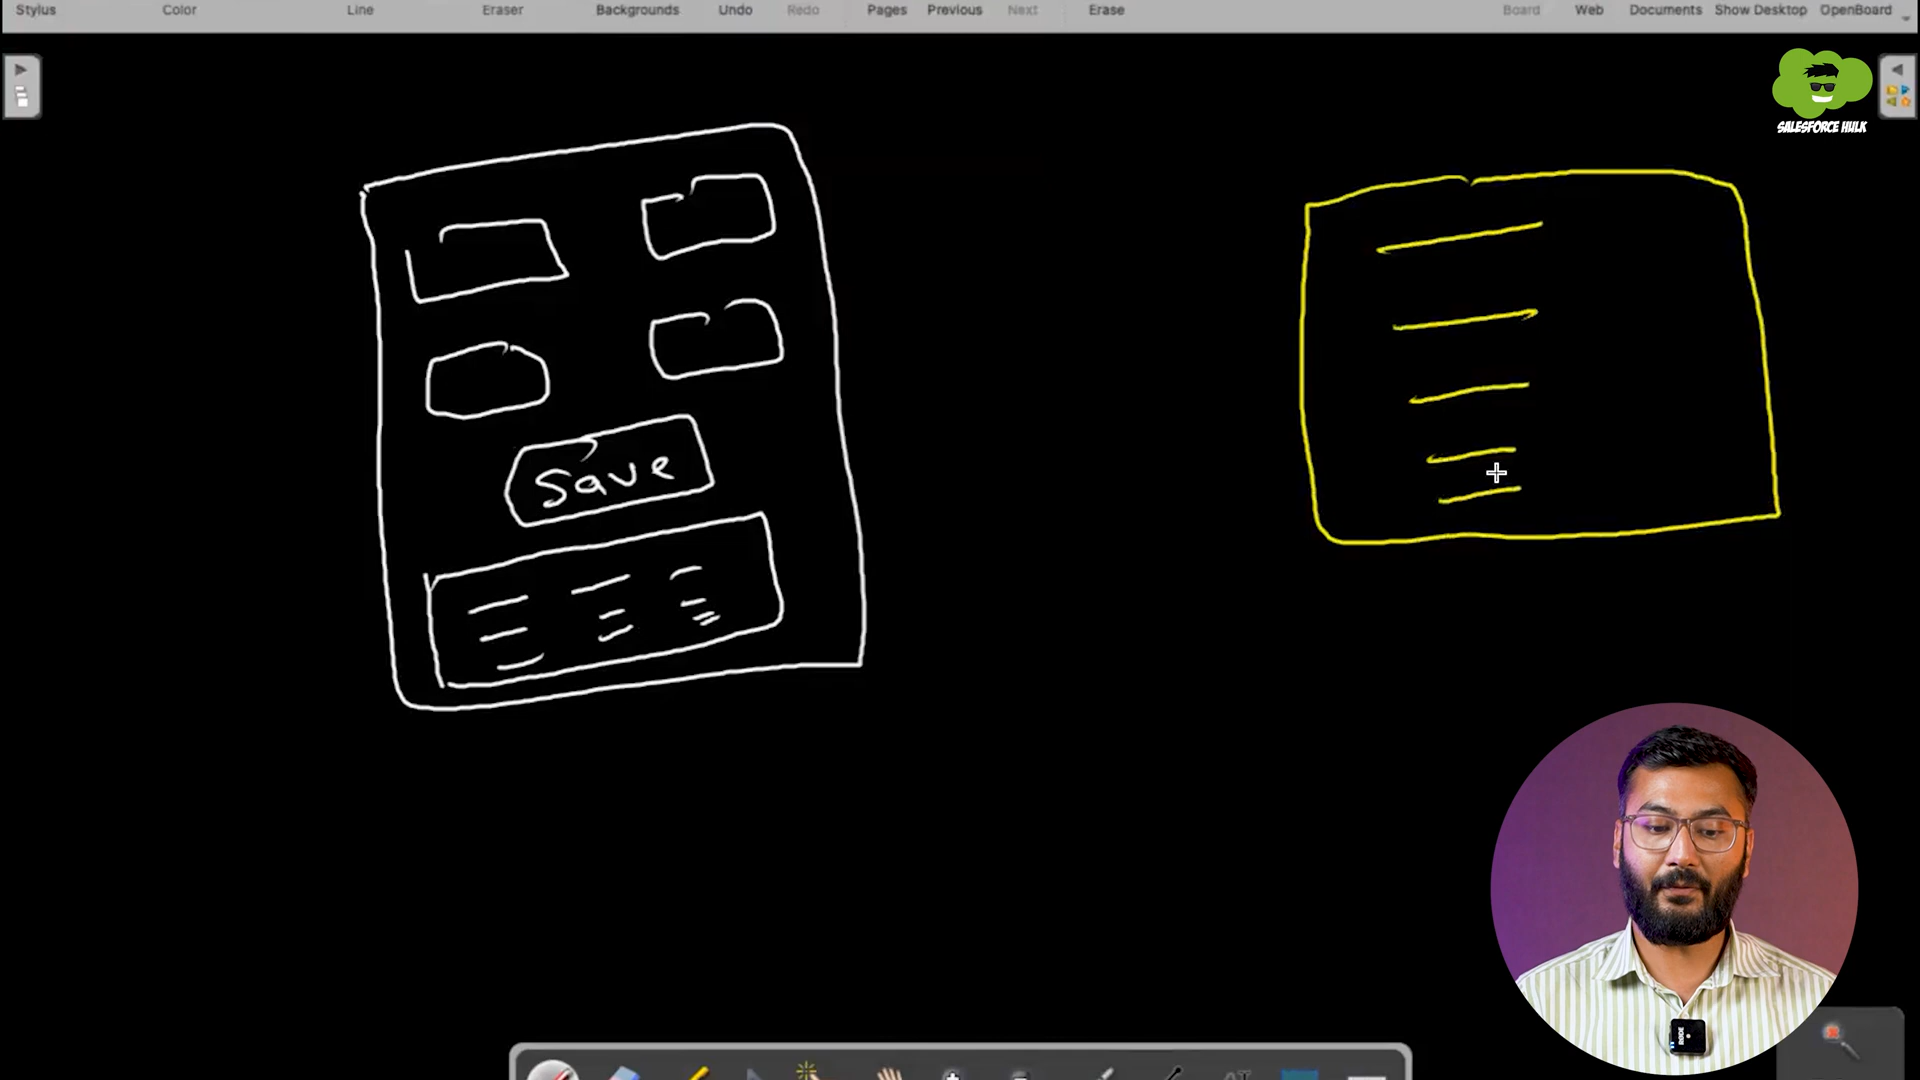 Stylus Color Line Eraser Backgrounds Undo Redo Pages Previous Next Erase Board Web Documents Show Desktop OpenBoard
SALESFORCE HULK
Save
RODE